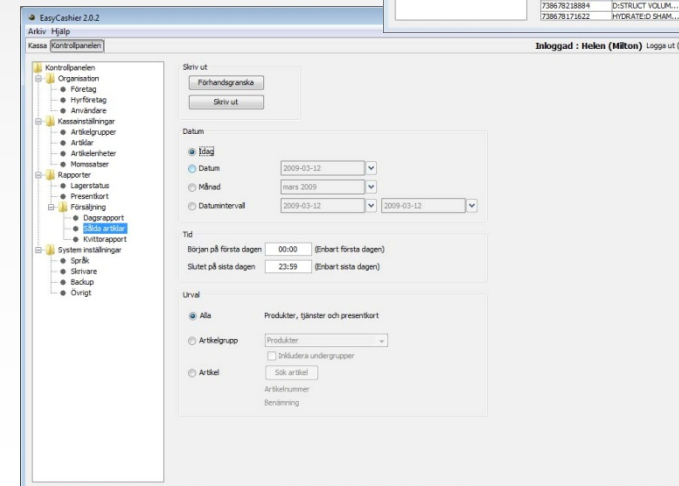 738678218884 D:STRUCT VOLUM...
738678171622 HYDRATE:D SHAM...
EasyCashier 2.0.2
Arkiv Hjälp
Kassa Kontrollpanelen
Inloggad : Helen (Milton) Logga ut (
Kontrollpanelen
Organisation
Företag
Hyrföretag
Användare
Kassainställningar
Artikelgrupper
Artiklar
Artikelenheter
Momssatser
Rapporter
Lagerstatus
Presentkort
Försäljning
Dagsrapport
Sålda artiklar
Kvittorapport
System inställningar
Språk
Skrivare
Backup
Övrigt
Skriv ut
Förhandsgranska
Skriv ut
Datum
Idag
Datum 2009-03-12
Månad mars 2009
Datumintervall 2009-03-12 2009-03-12
Tid
Början på första dagen 00:00 (Enbart första dagen)
Slutet på sista dagen 23:59 (Enbart sista dagen)
Urval
Alla Produkter, tjänster och presentkort
Artikelgrupp Produkter
Inkludera undergrupper
Artikel Sök artikel
Artikelnummer
Benämning